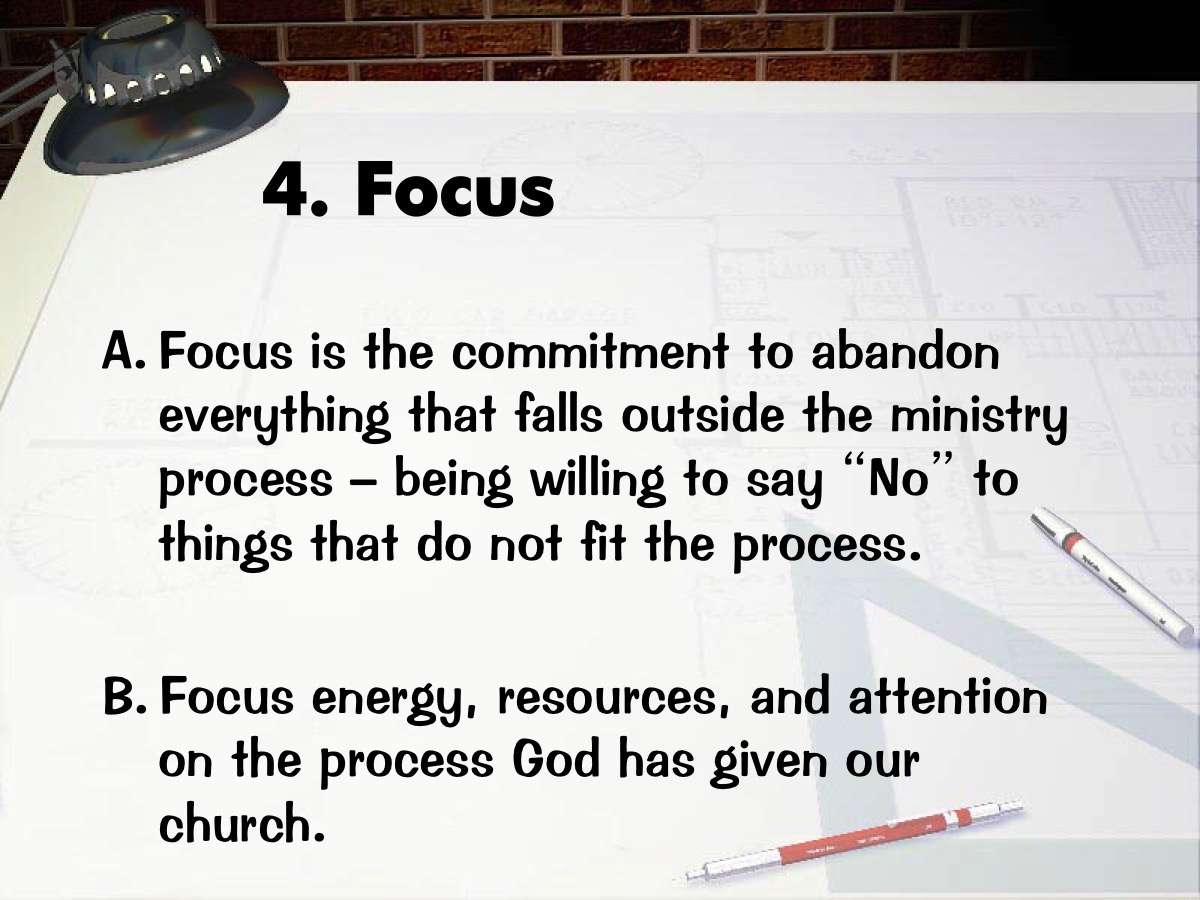 4. Focus
A. Focus is the commitment to abandon
everything that falls outside the ministry
process – being willing to say “No” to
things that do not fit the process.
B. Focus energy, resources, and attention
on the process God has given our
church.